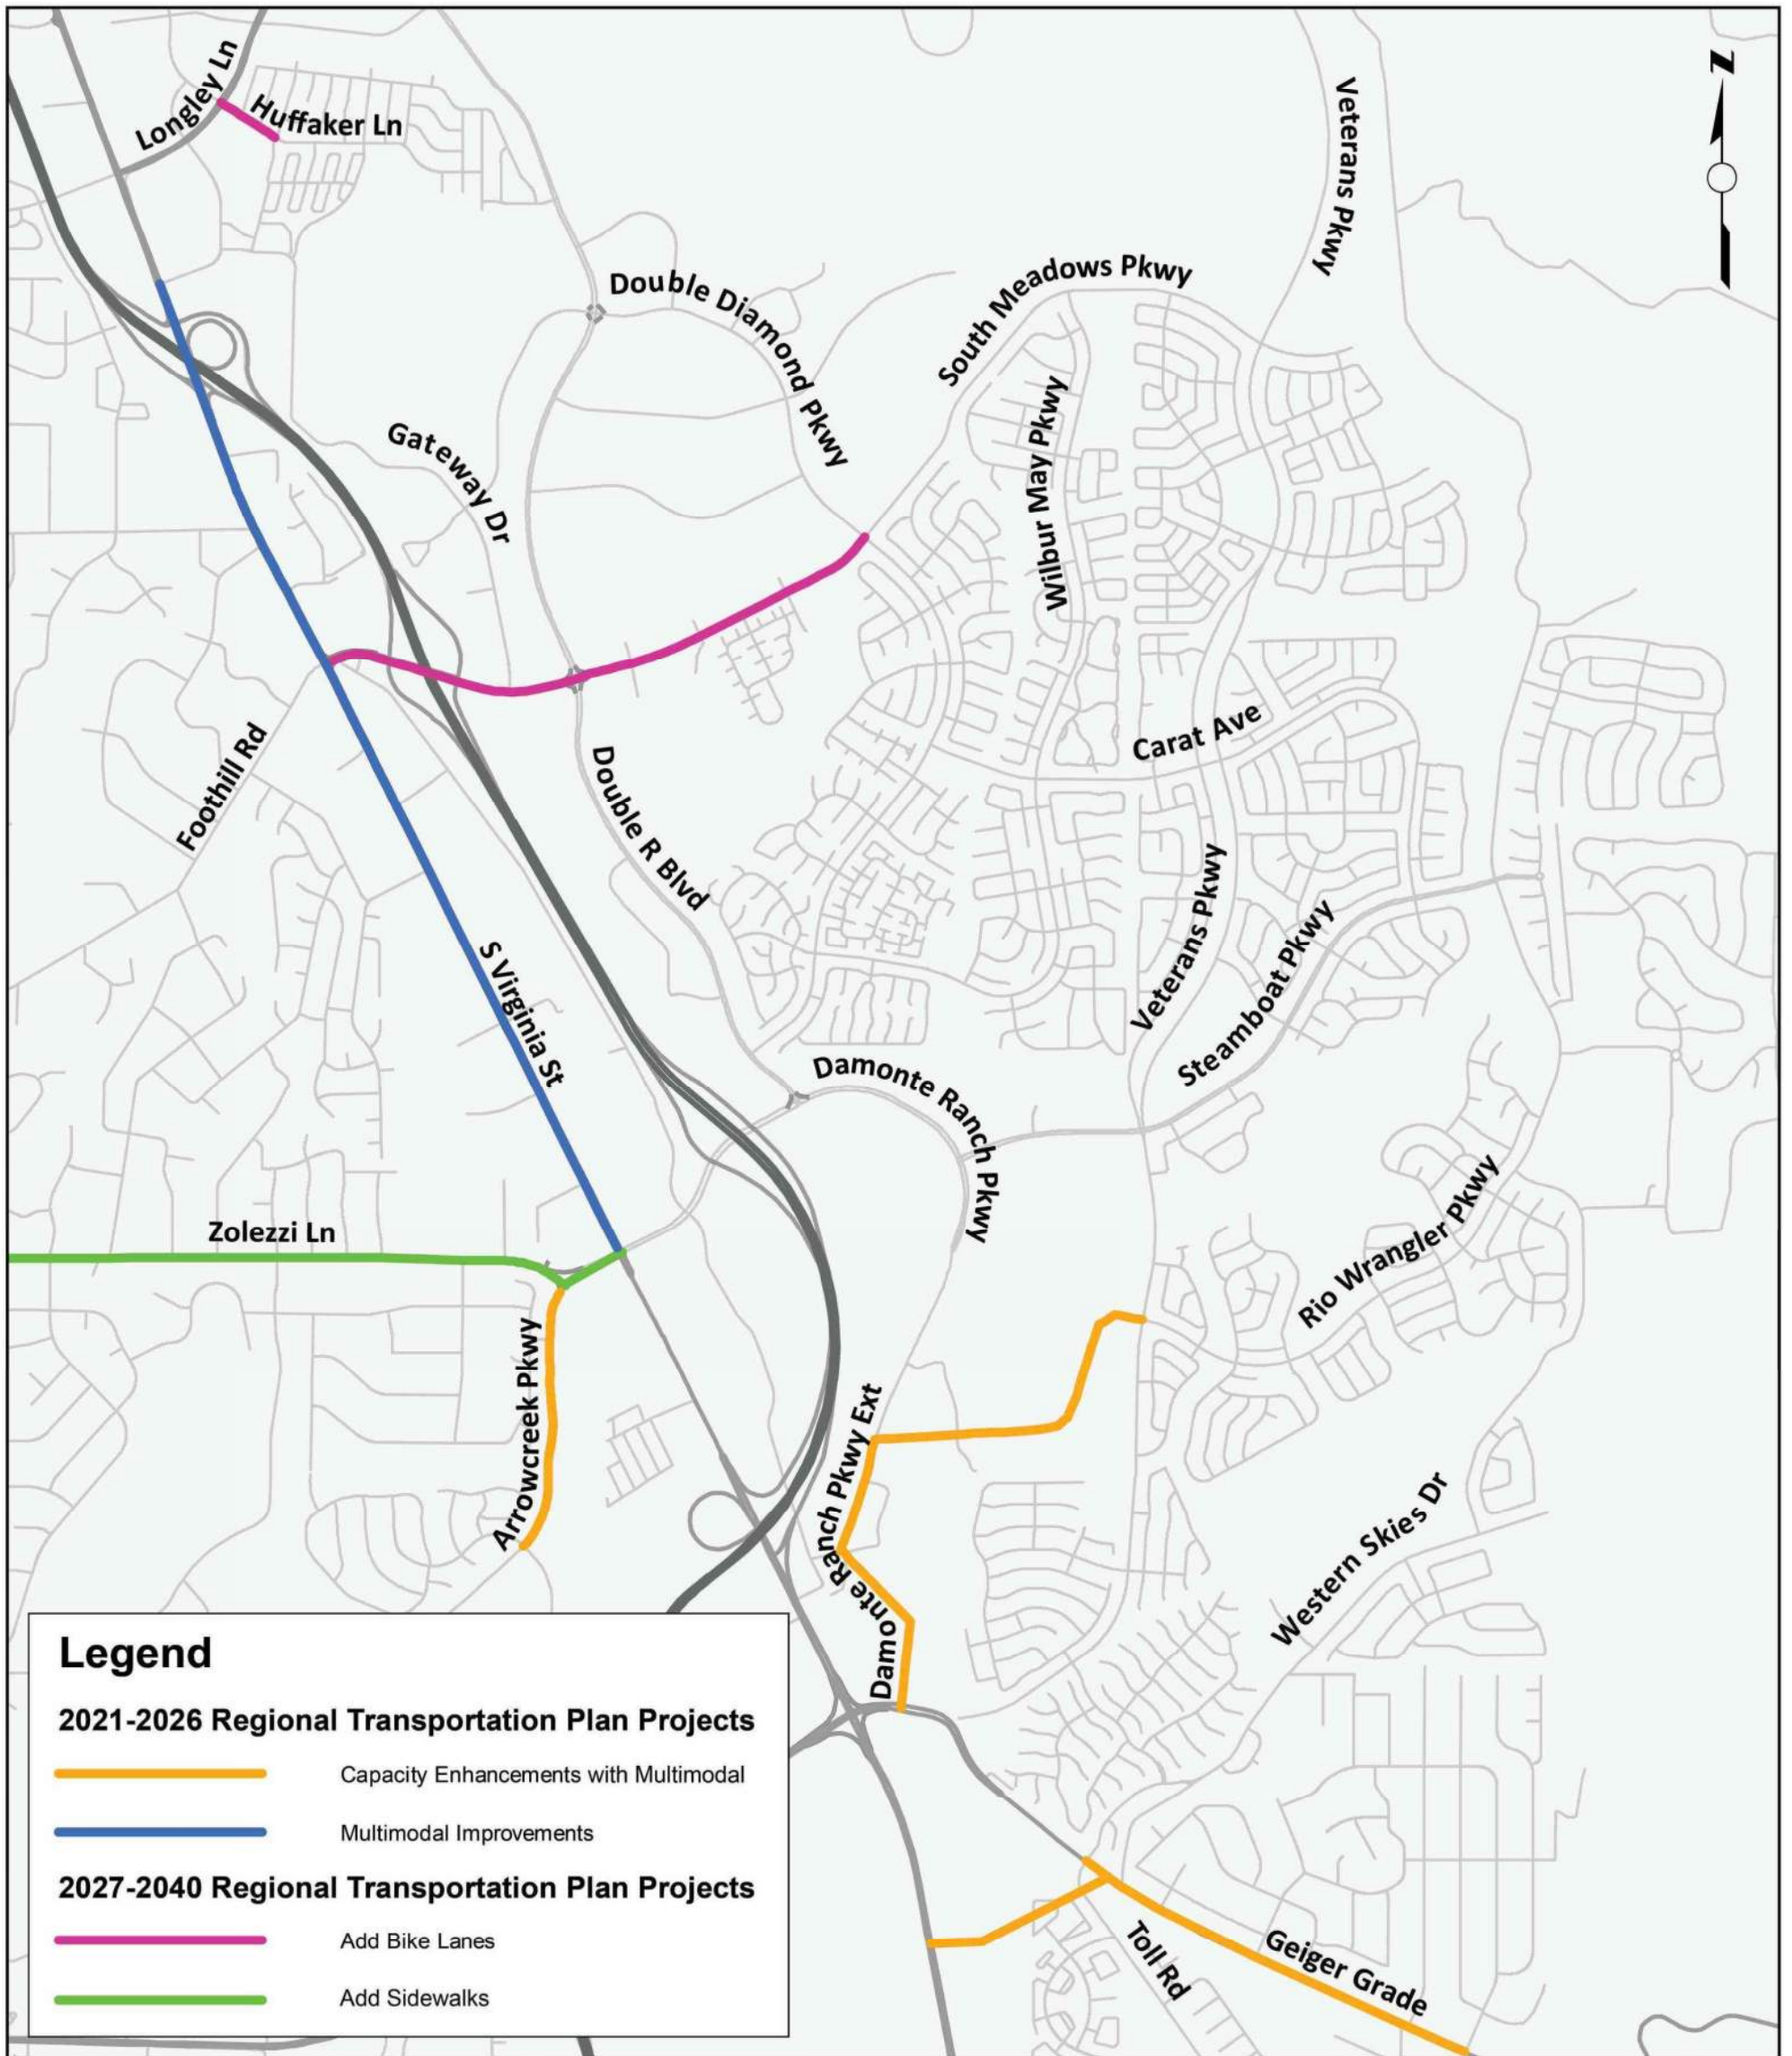 Longley Ln
Huffaker Ln
Veterans Pkwy
N
Double Diamond Pkwy
South Meadows Pkwy
Wilbur May Pkwy
Gateway Dr
Carat Ave
Foothill Rd
Double R Blvd
Veterans Pkwy
Steamboat Pkwy
S Virginia St
Damonte Ranch Pkwy
Zolezzi Ln
Rio Wrangler Pkwy
Arrowcreek Pkwy
Damonte Ranch Pkwy Ext
Western Skies Dr
Toll Rd
Geiger Grade
Legend
2021-2026 Regional Transportation Plan Projects
Capacity Enhancements with Multimodal
Multimodal Improvements
2027-2040 Regional Transportation Plan Projects
Add Bike Lanes
Add Sidewalks